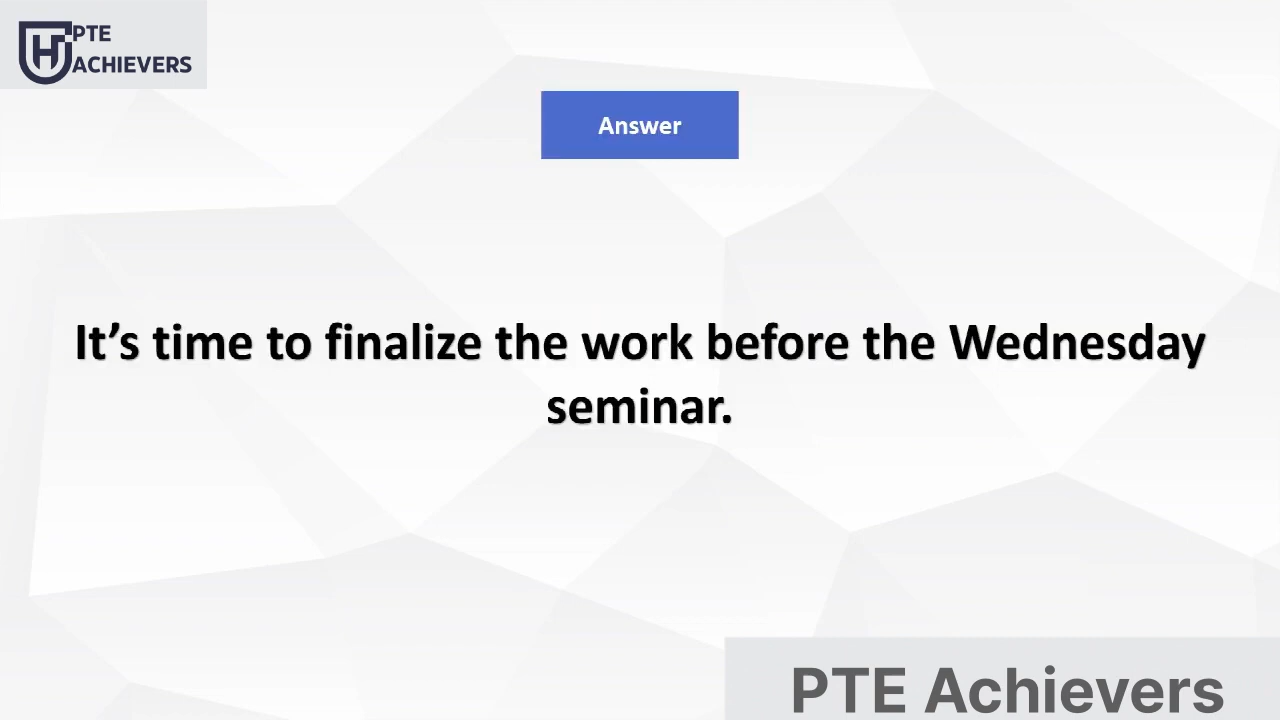 PTE
ACHIEVERS
Answer
It’s time to finalize the work before the Wednesday
seminar.
PTE Achievers